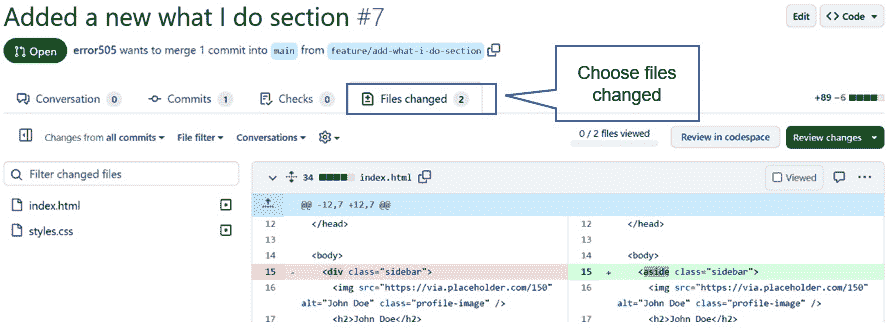 Added a new what I do section #7
Edit
<> Code
Open
error505 wants to merge 1 commit into main from feature/add-what-i-do-section
Choose files
changed
Conversation 0
Commits 1
Checks 0
Files changed 2
+89 −6
Changes from all commits
File filter
Conversations
0 / 2 files viewed
Review in codespace
Review changes
Filter changed files
index.html
styles.css
34 index.html
Viewed
@@ -12,7 +12,7 @@
12 </head>
13
14 <body>
15 - <div class="sidebar">
16 <img src="https://via.placeholder.com/150"
alt="John Doe" class="profile-image" />
17 <h2>John Doe</h2>
12 </head>
13
14 <body>
15 + <aside class="sidebar">
16 <img src="https://via.placeholder.com/150"
alt="John Doe" class="profile-image" />
17 <h2>John Doe</h2>